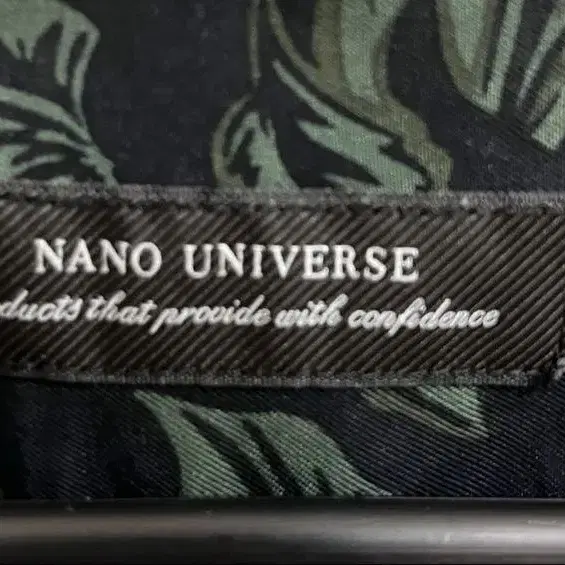 NANO UNIVERSE
ducts that provide with confidence